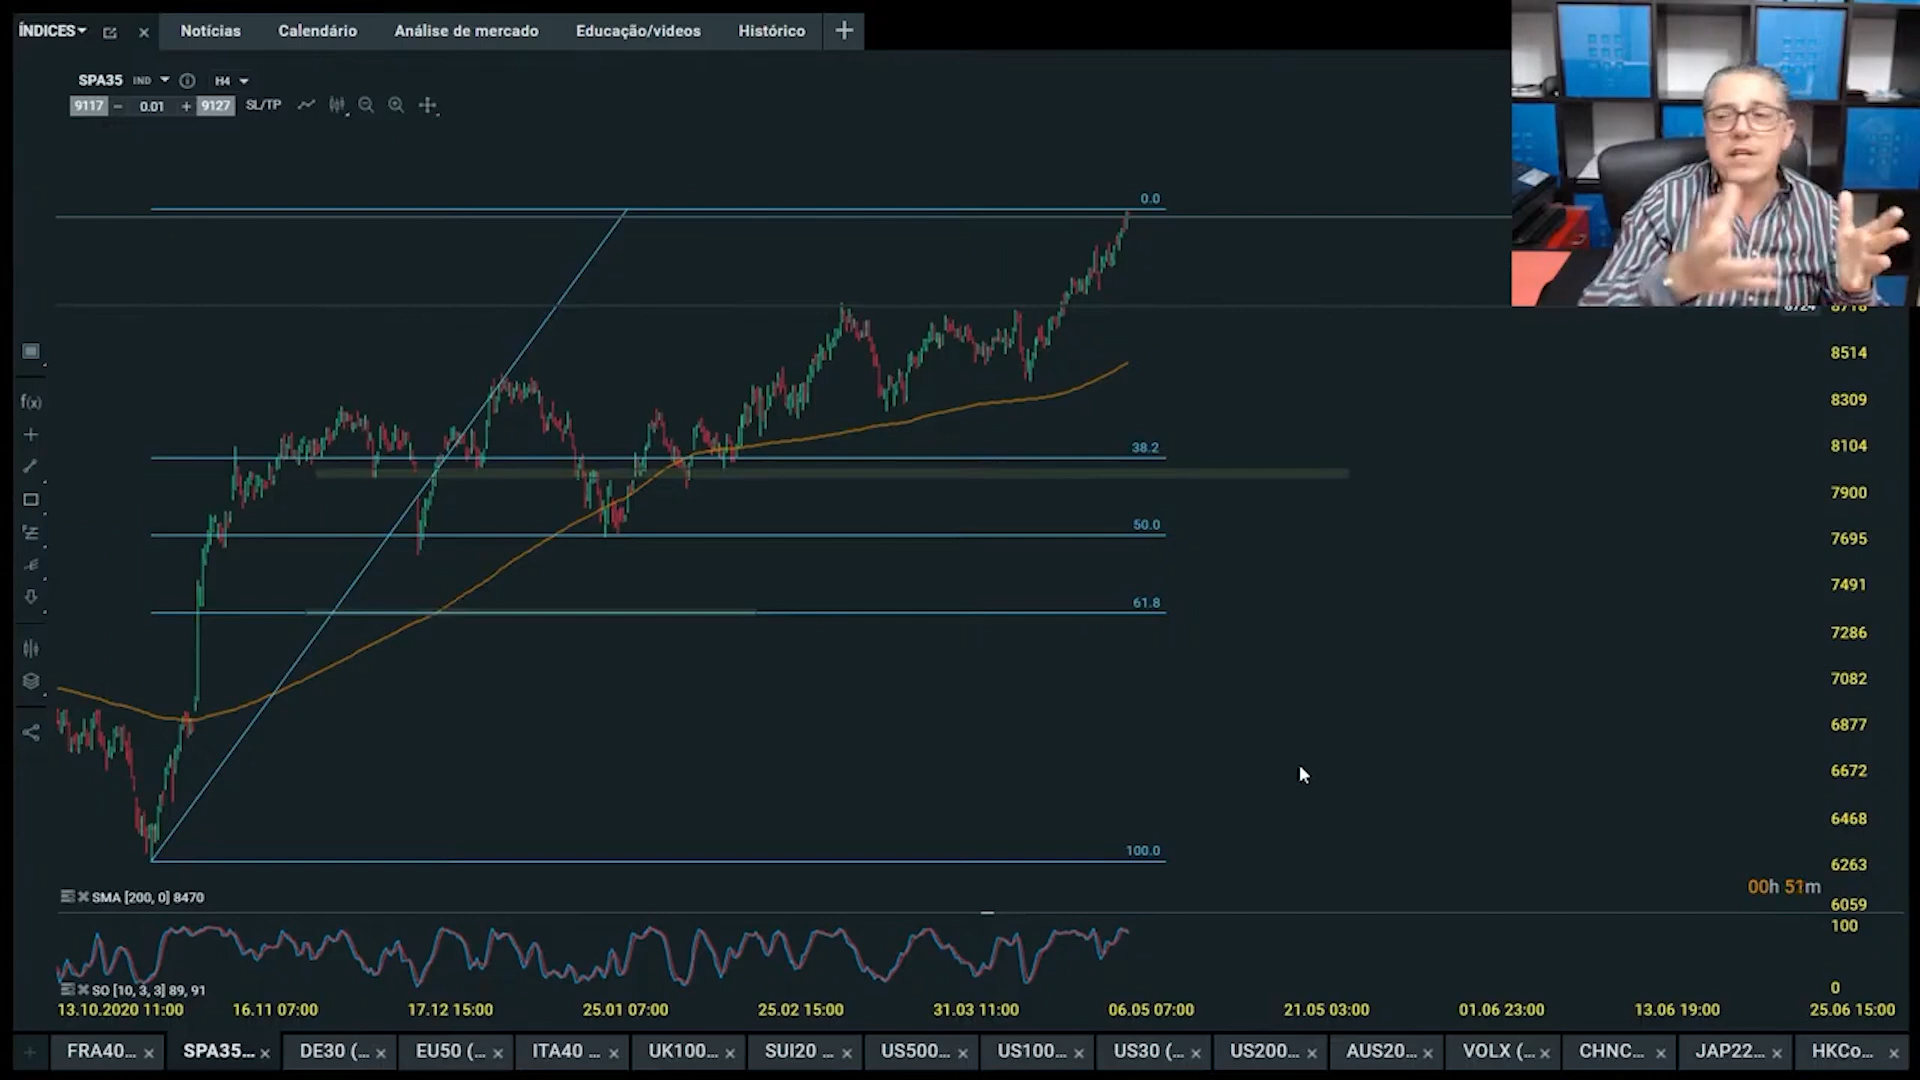 ÍNDICES
Notícias
Calendário
Análise de mercado
Educação/videos
Histórico
SPA35 IND H4
9117 − 0.01 + 9127 SL/TP
0.0
8514
8309
38.2
8104
7900
50.0
7695
7491
61.8
7286
7082
6877
6672
6468
100.0
6263
f(x)
SMA [200, 0] 8470
00h 51m
6059
100
SO [10, 3, 3] 89, 91
0
13.10.2020 11:00 16.11 07:00 17.12 15:00 25.01 07:00 25.02 15:00 31.03 11:00 06.05 07:00 21.05 03:00 01.06 23:00 13.06 19:00 25.06 15:00
FRA40... SPA35... DE30 (... EU50 (... ITA40 ... UK100... SUI20 ... US500... US100... US30 (... US200... AUS20... VOLX (... CHNC... JAP22... HKCo...